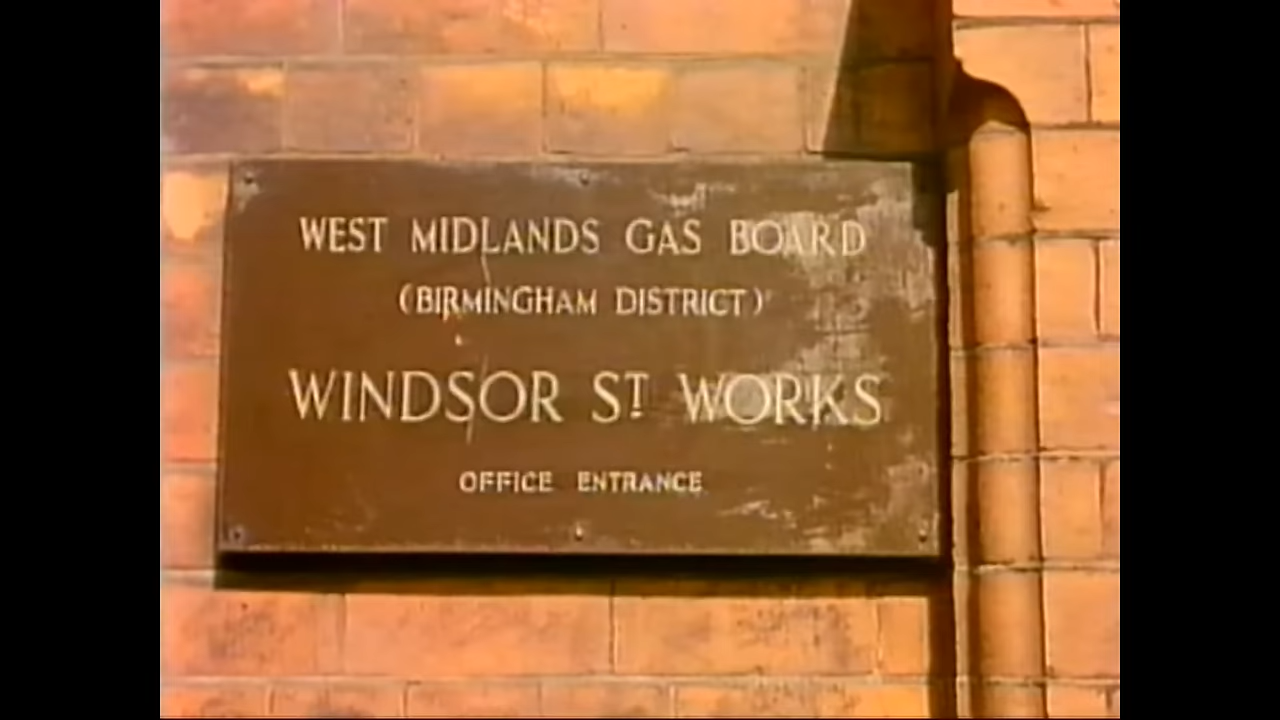 WEST MIDLANDS GAS BOARD
(BIRMINGHAM DISTRICT)
WINDSOR ST WORKS
OFFICE ENTRANCE